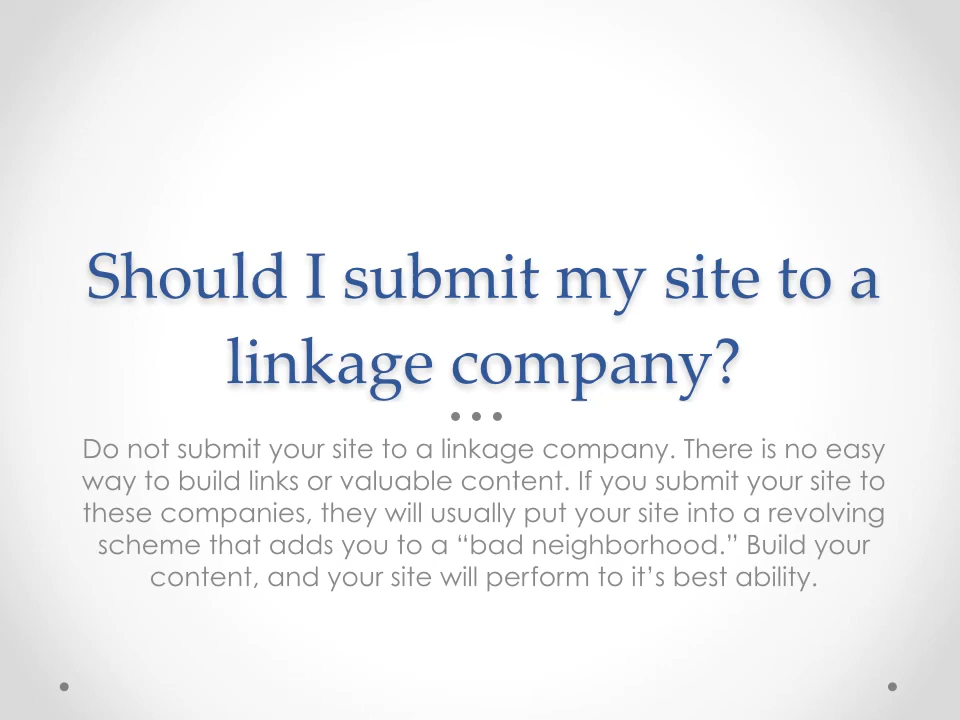 Should I submit my site to a
linkage company?
Do not submit your site to a linkage company. There is no easy
way to build links or valuable content. If you submit your site to
these companies, they will usually put your site into a revolving
scheme that adds you to a “bad neighborhood.” Build your
content, and your site will perform to it’s best ability.